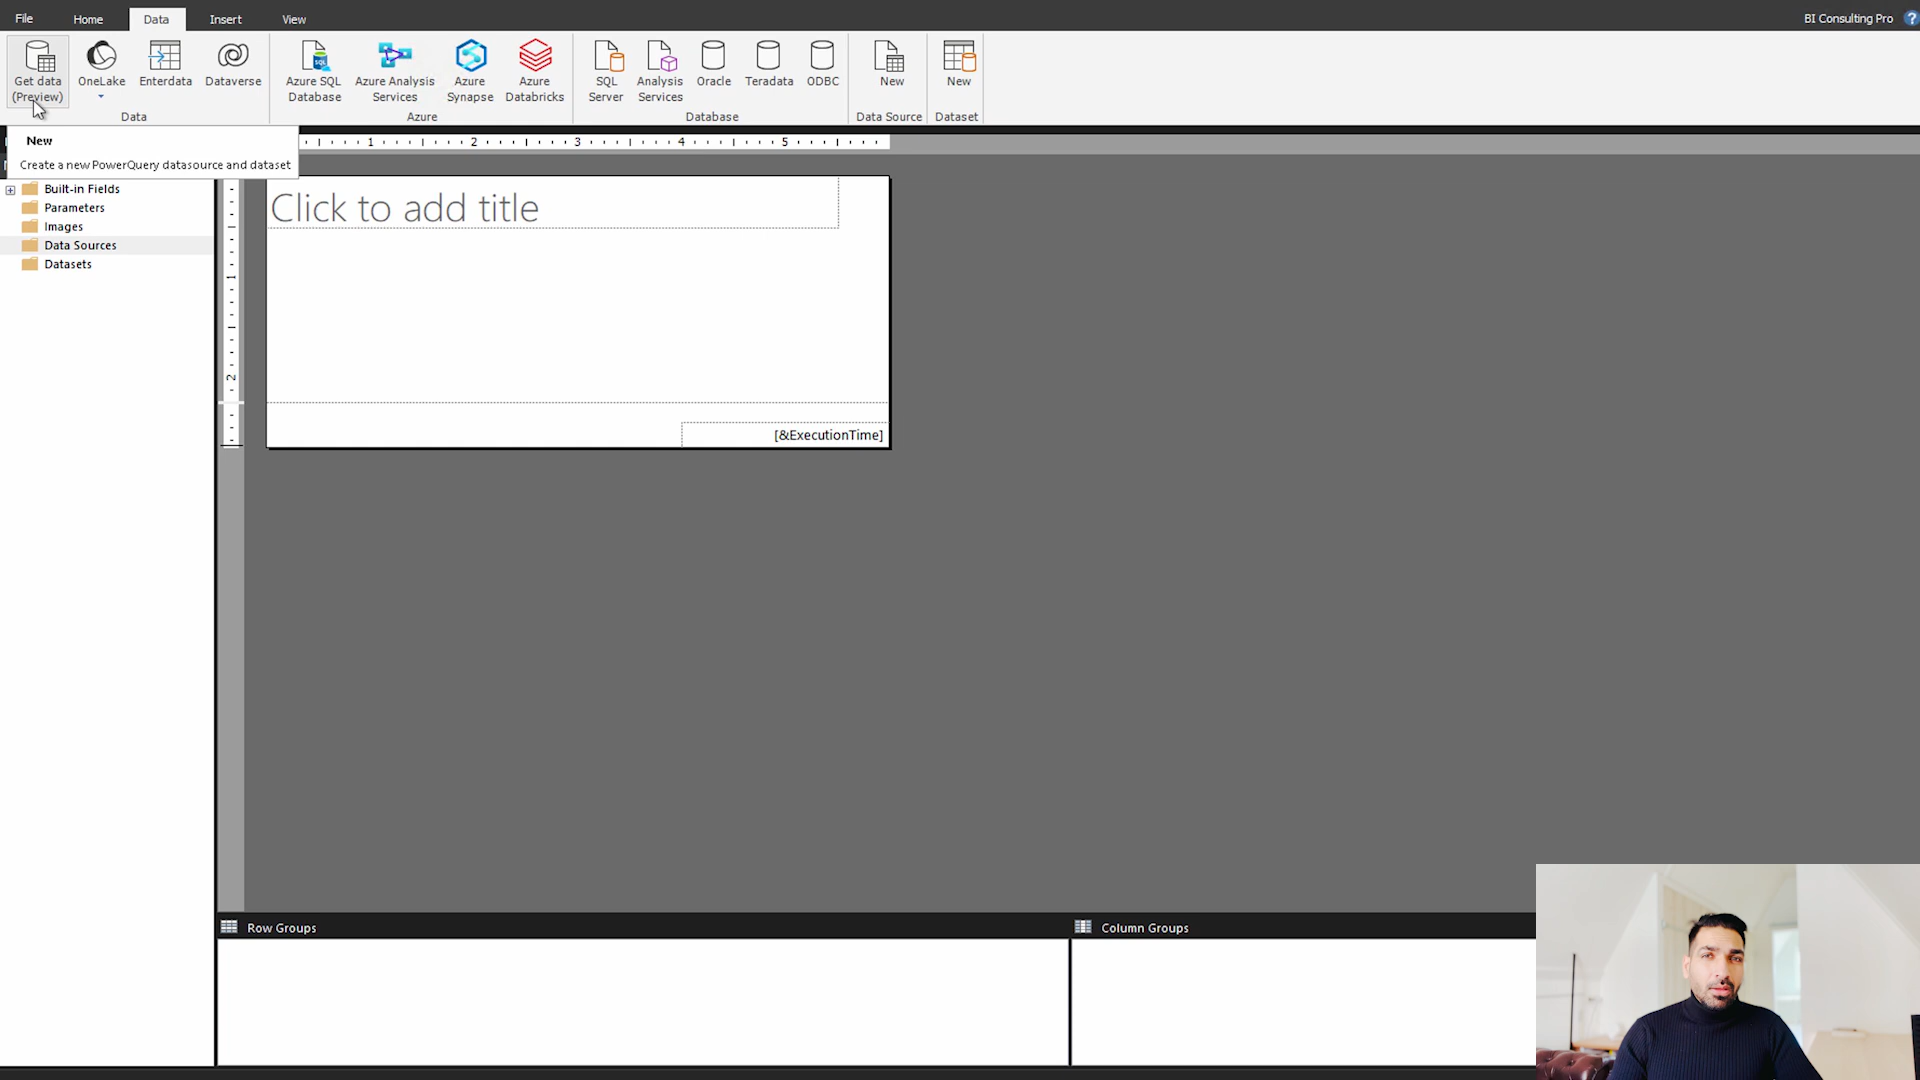 File Home Data Insert View BI Consulting Pro ?
Get data (Preview)
OneLake
Enterdata
Dataverse
Data
Azure SQL Database
Azure Analysis Services
Azure Synapse
Azure Databricks
Azure
SQL Server
Analysis Services
Oracle
Teradata
ODBC
Database
New
Data Source
New
Dataset
New
Create a new PowerQuery datasource and dataset
1 2 3 4 5
Built-in Fields
Parameters
Images
Data Sources
Datasets
1
2
Click to add title
[&ExecutionTime]
Row Groups
Column Groups